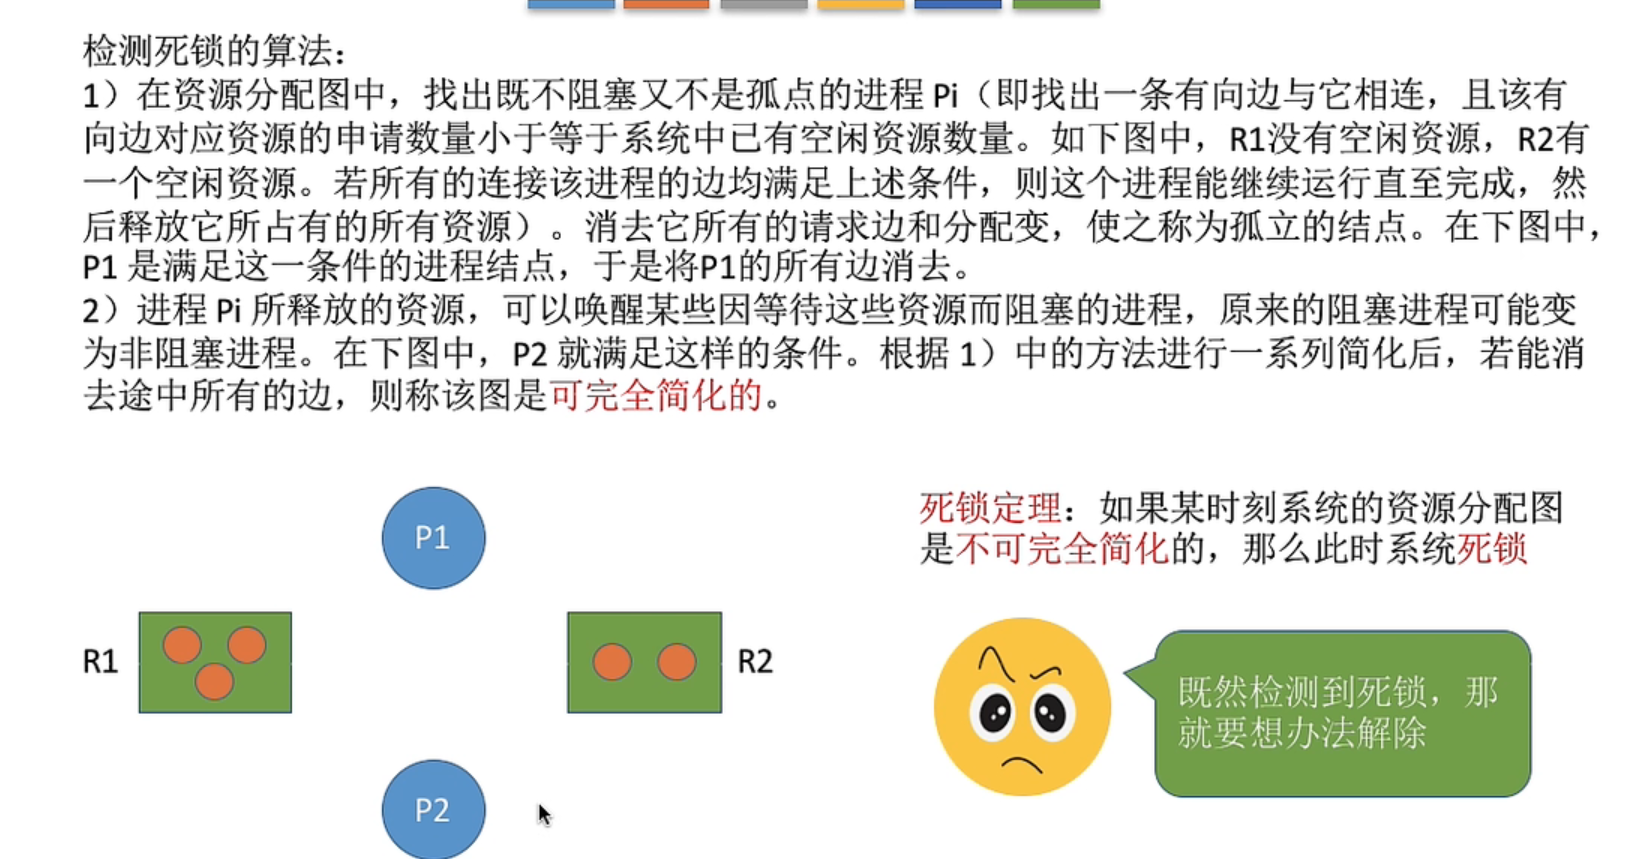 检测死锁的算法：
1）在资源分配图中，找出既不阻塞又不是孤点的进程 Pi（即找出一条有向边与它相连，且该有
向边对应资源的申请数量小于等于系统中已有空闲资源数量。如下图中，R1没有空闲资源，R2有
一个空闲资源。若所有的连接该进程的边均满足上述条件，则这个进程能继续运行直至完成，然
后释放它所占有的所有资源）。消去它所有的请求边和分配变，使之称为孤立的结点。在下图中，
P1 是满足这一条件的进程结点，于是将P1的所有边消去。
2）进程 Pi 所释放的资源，可以唤醒某些因等待这些资源而阻塞的进程，原来的阻塞进程可能变
为非阻塞进程。在下图中，P2 就满足这样的条件。根据 1）中的方法进行一系列简化后，若能消
去途中所有的边，则称该图是可完全简化的。
死锁定理：如果某时刻系统的资源分配图
是不可完全简化的，那么此时系统死锁
P1
R1
R2
既然检测到死锁，那
就要想办法解除
P2